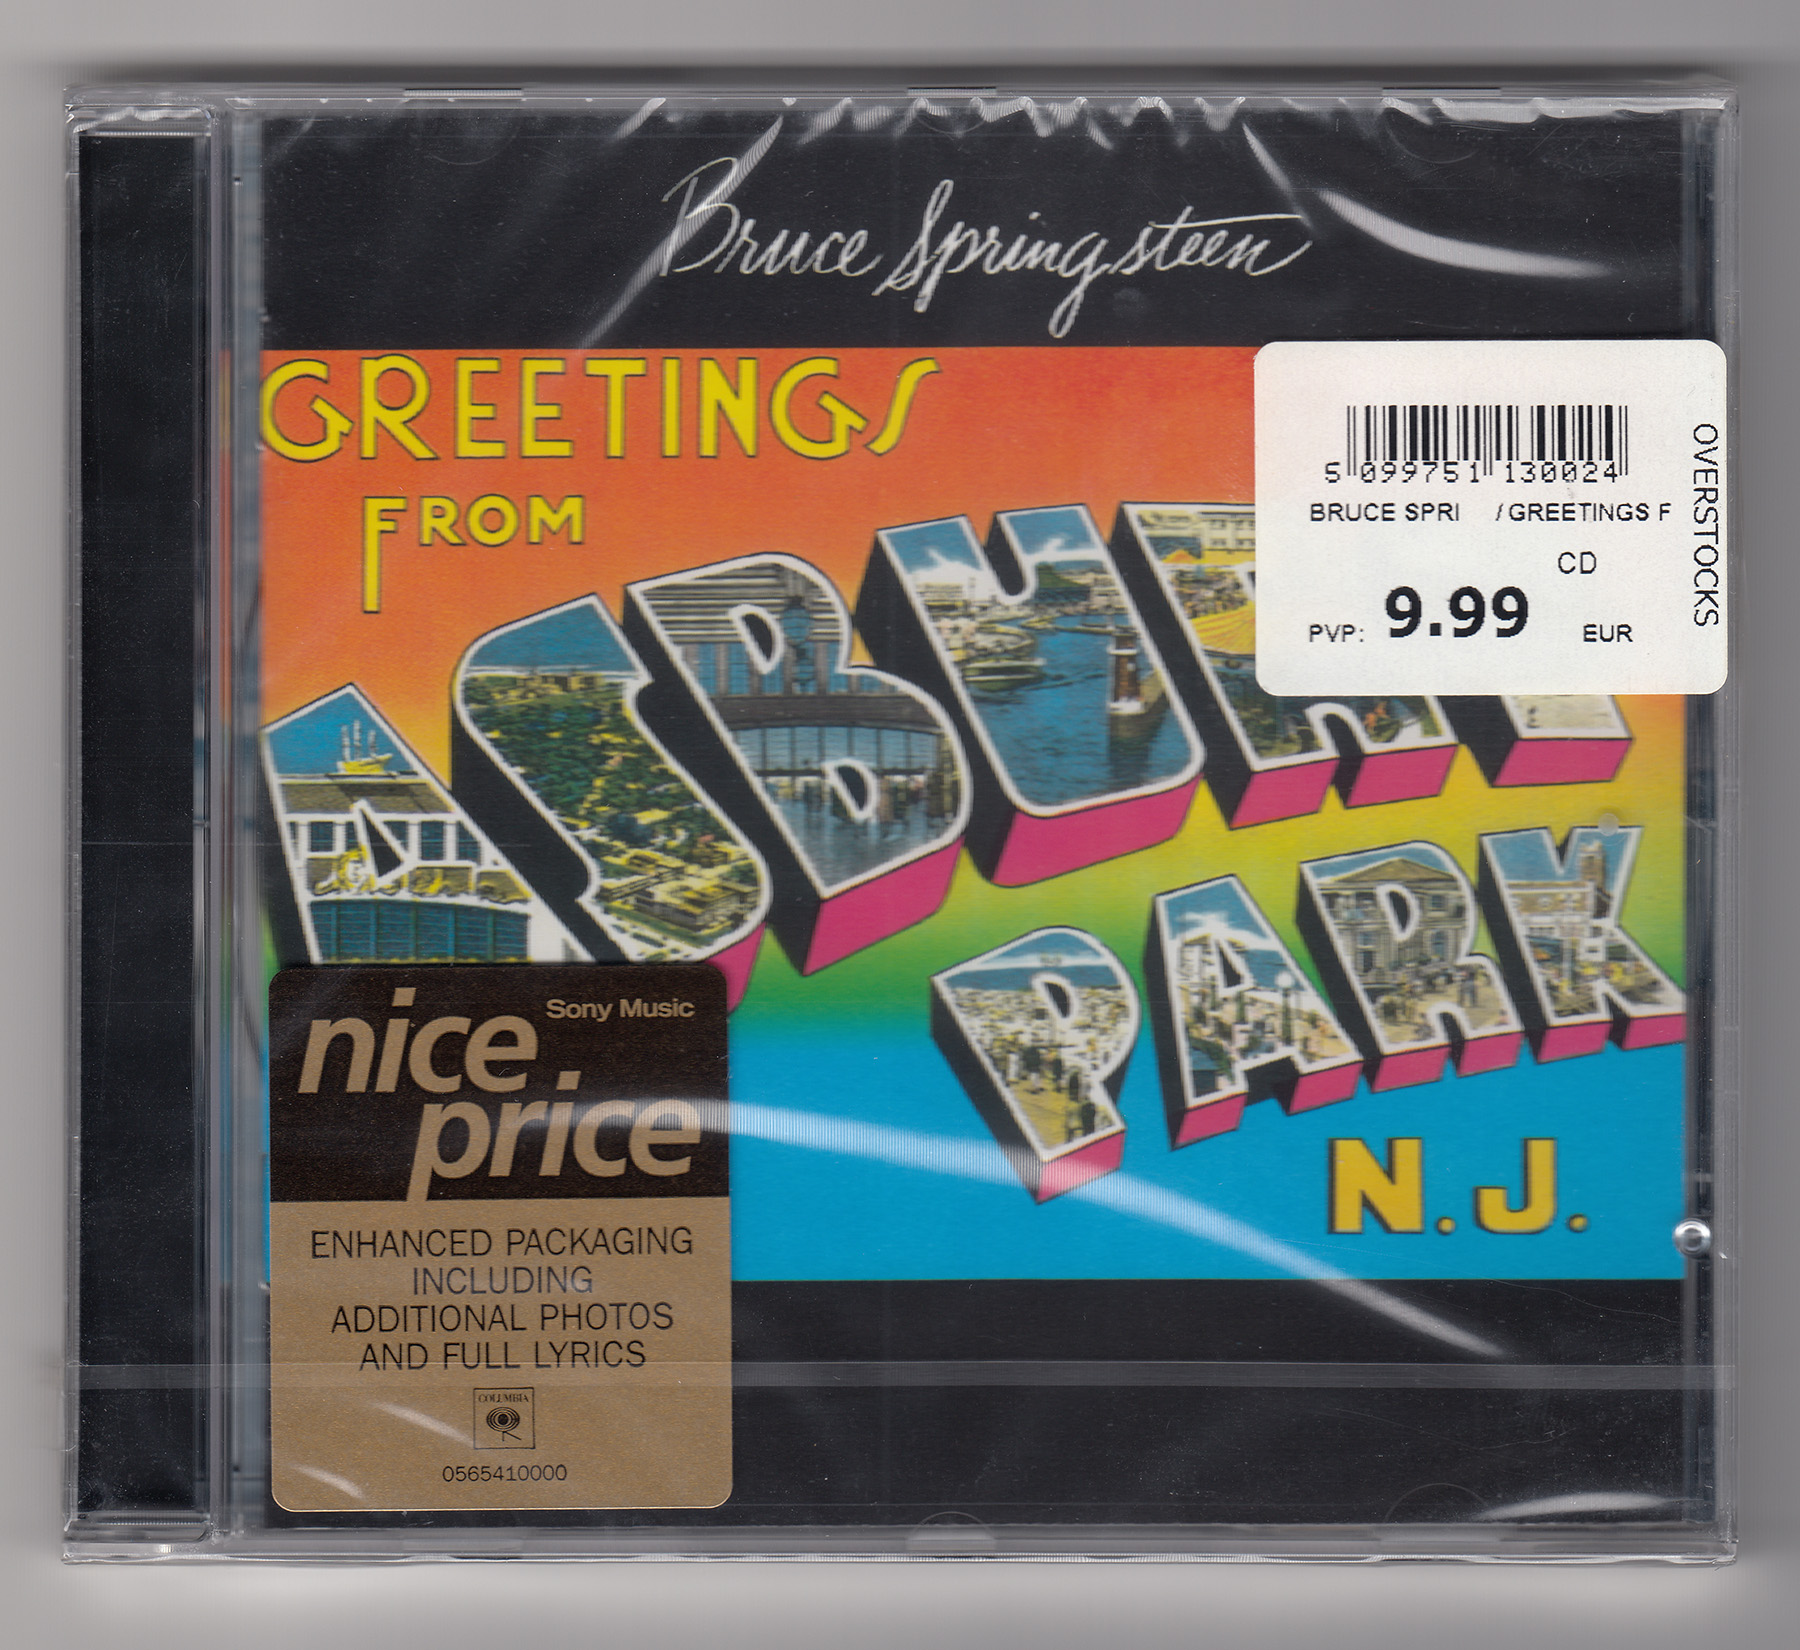 Bruce Springsteen
GREETINGS
FROM
ASBURY
PARK
N.J.
5 099751 130024
BRUCE SPRI /GREETINGS F
CD
PVP: 9.99 EUR
OVERSTOCKS
nice
Sony Music
price
ENHANCED PACKAGING
INCLUDING
ADDITIONAL PHOTOS
AND FULL LYRICS
COLUMBIA
0565410000